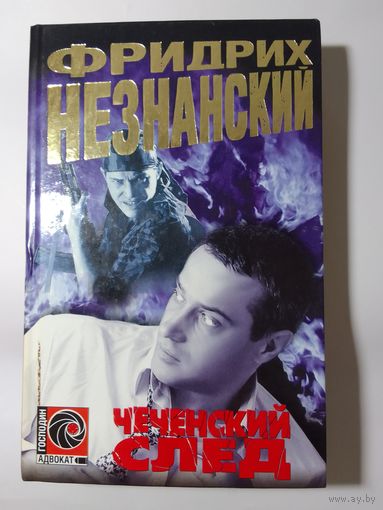 ФРИДРИХ
НЕЗНАНСКИЙ
ГОСПОДИН
АДВОКАТ
ЧЕЧЕНСКИЙ
СЛЕД
www.ay.by